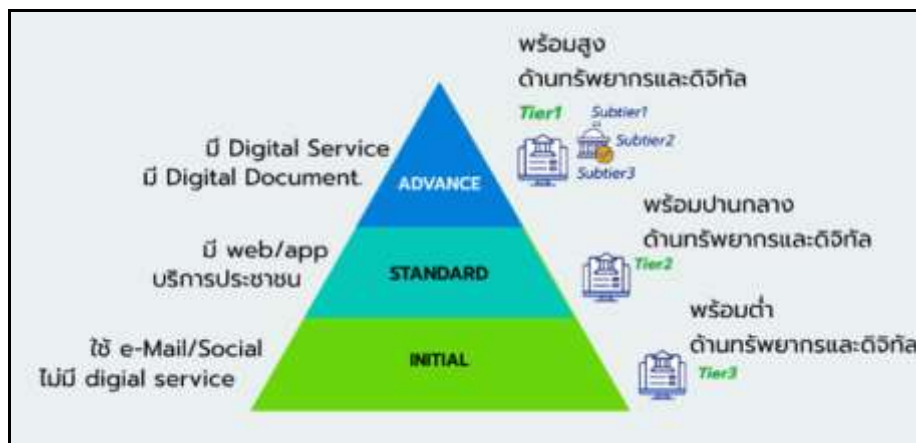 พร้อมสูง
ด้านทรัพยากรและดิจิทัล
Tier1
Subtier1
Subtier2
Subtier3
มี Digital Service
มี Digital Document.
ADVANCE
พร้อมปานกลาง
ด้านทรัพยากรและดิจิทัล
Tier2
มี web/app
บริการประชาชน
STANDARD
พร้อมต่ำ
ด้านทรัพยากรและดิจิทัล
Tier3
ใช้ e-Mail/Social
ไม่มี digial service
INITIAL